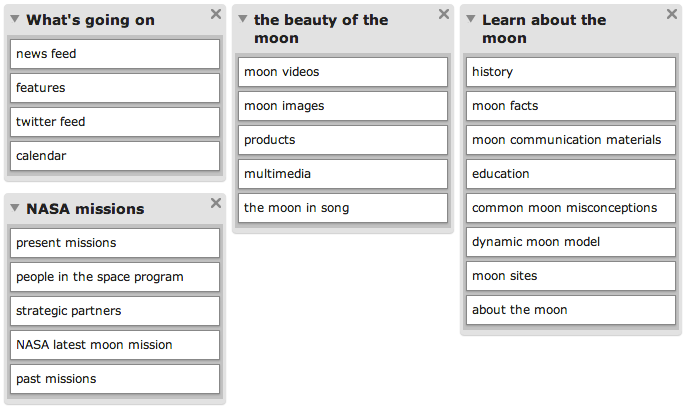 What's going on
news feed
features
twitter feed
calendar
NASA missions
present missions
people in the space program
strategic partners
NASA latest moon mission
past missions
the beauty of the
moon
moon videos
moon images
products
multimedia
the moon in song
Learn about the
moon
history
moon facts
moon communication materials
education
common moon misconceptions
dynamic moon model
moon sites
about the moon